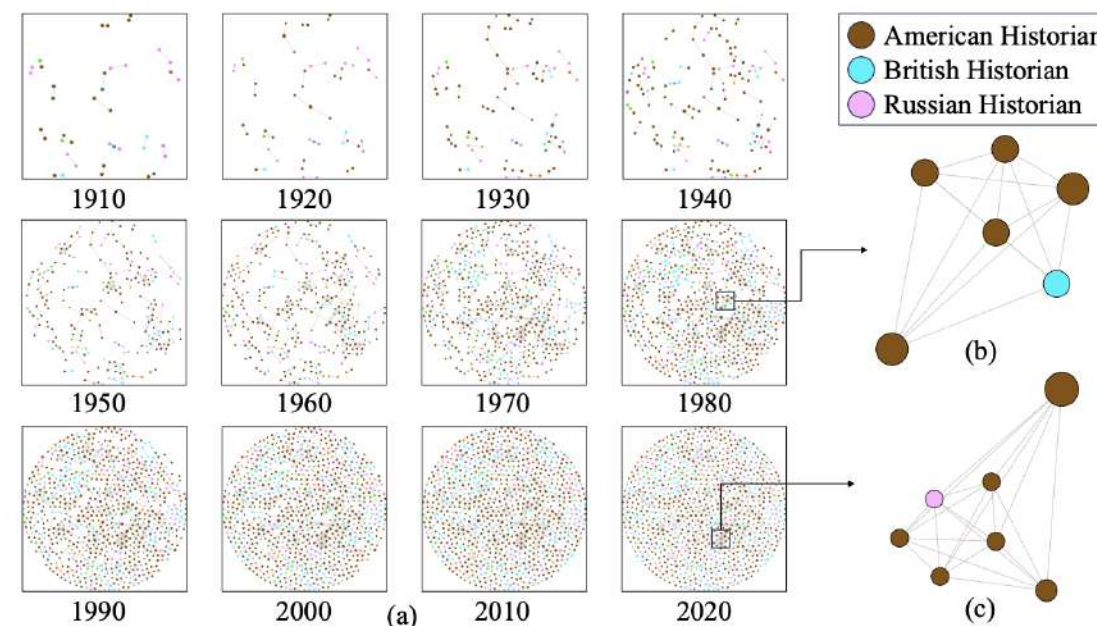 American Historian
British Historian
Russian Historian
1910
1920
1930
1940
1950
1960
1970
1980
(b)
1990
2000
(a)
2010
2020
(c)